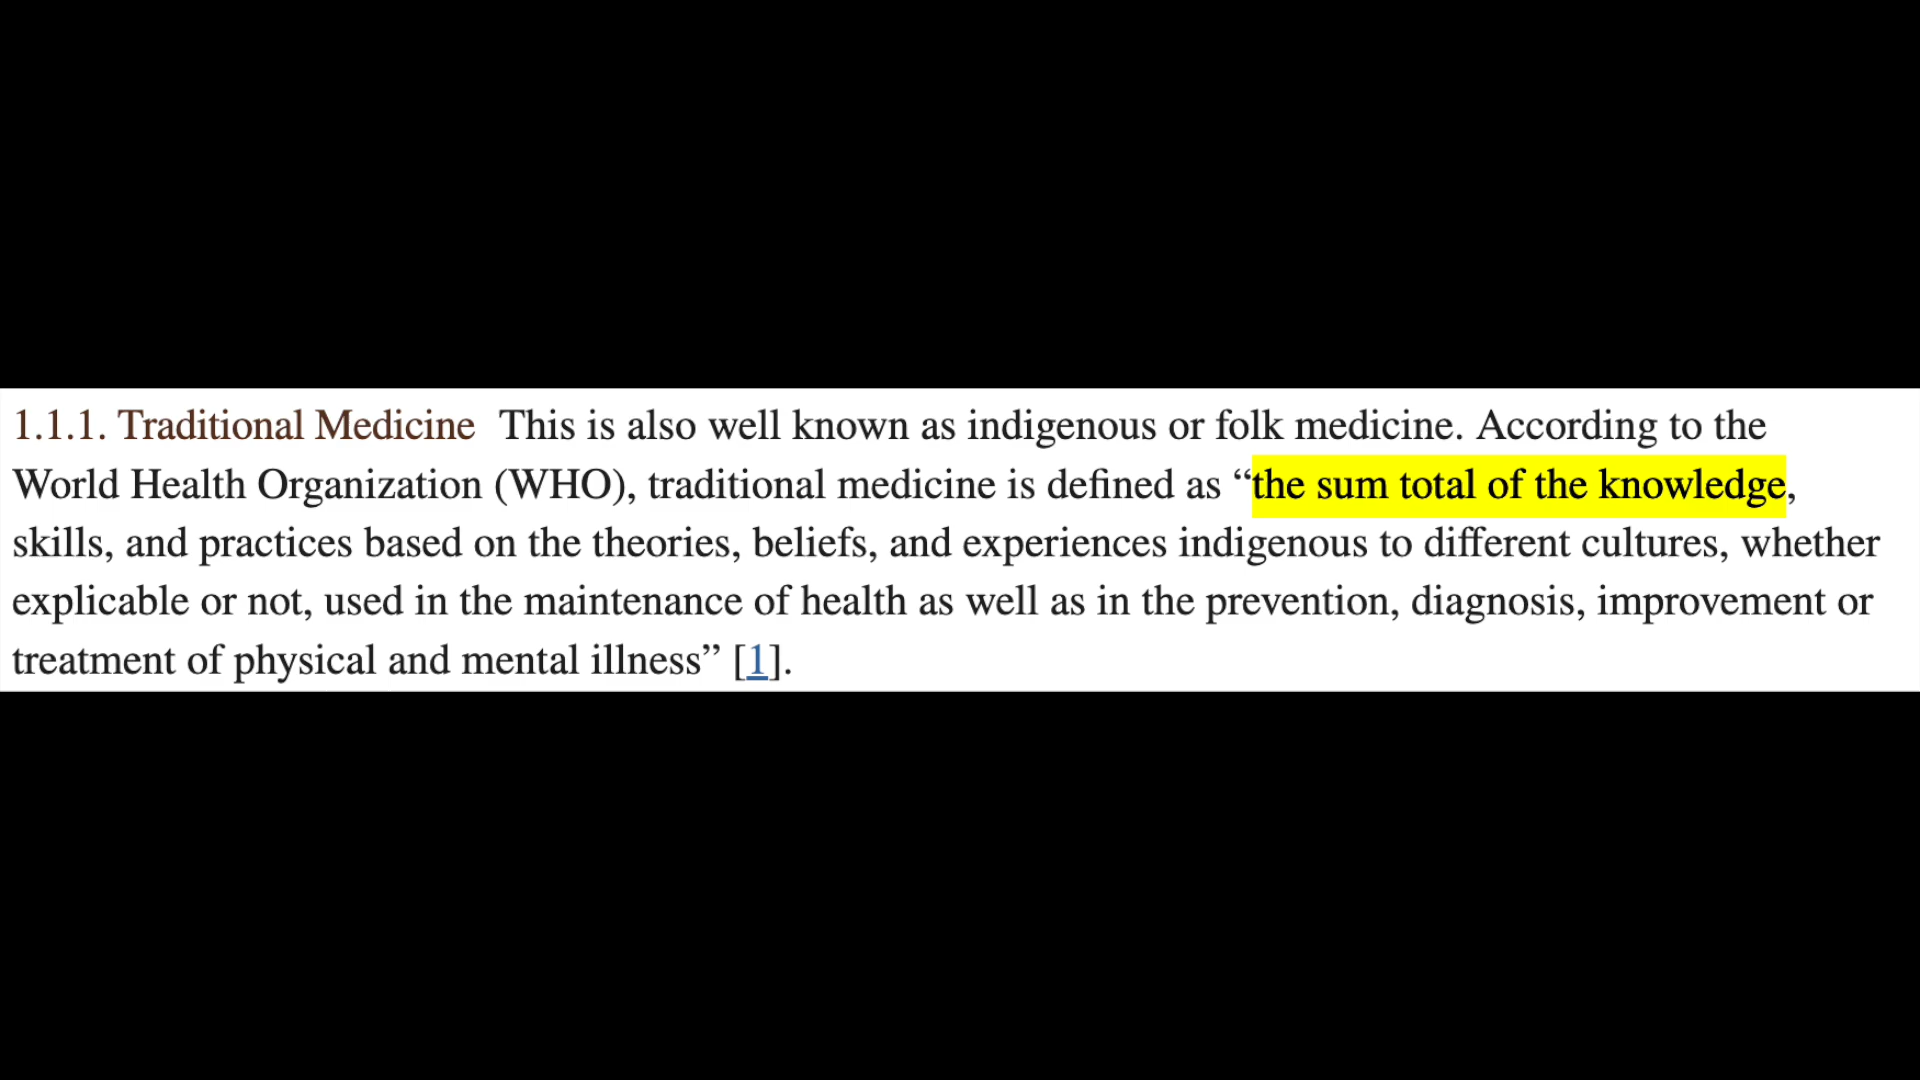 1.1.1. Traditional Medicine This is also well known as indigenous or folk medicine. According to the
World Health Organization (WHO), traditional medicine is defined as “the sum total of the knowledge,
skills, and practices based on the theories, beliefs, and experiences indigenous to different cultures, whether
explicable or not, used in the maintenance of health as well as in the prevention, diagnosis, improvement or
treatment of physical and mental illness” [1].